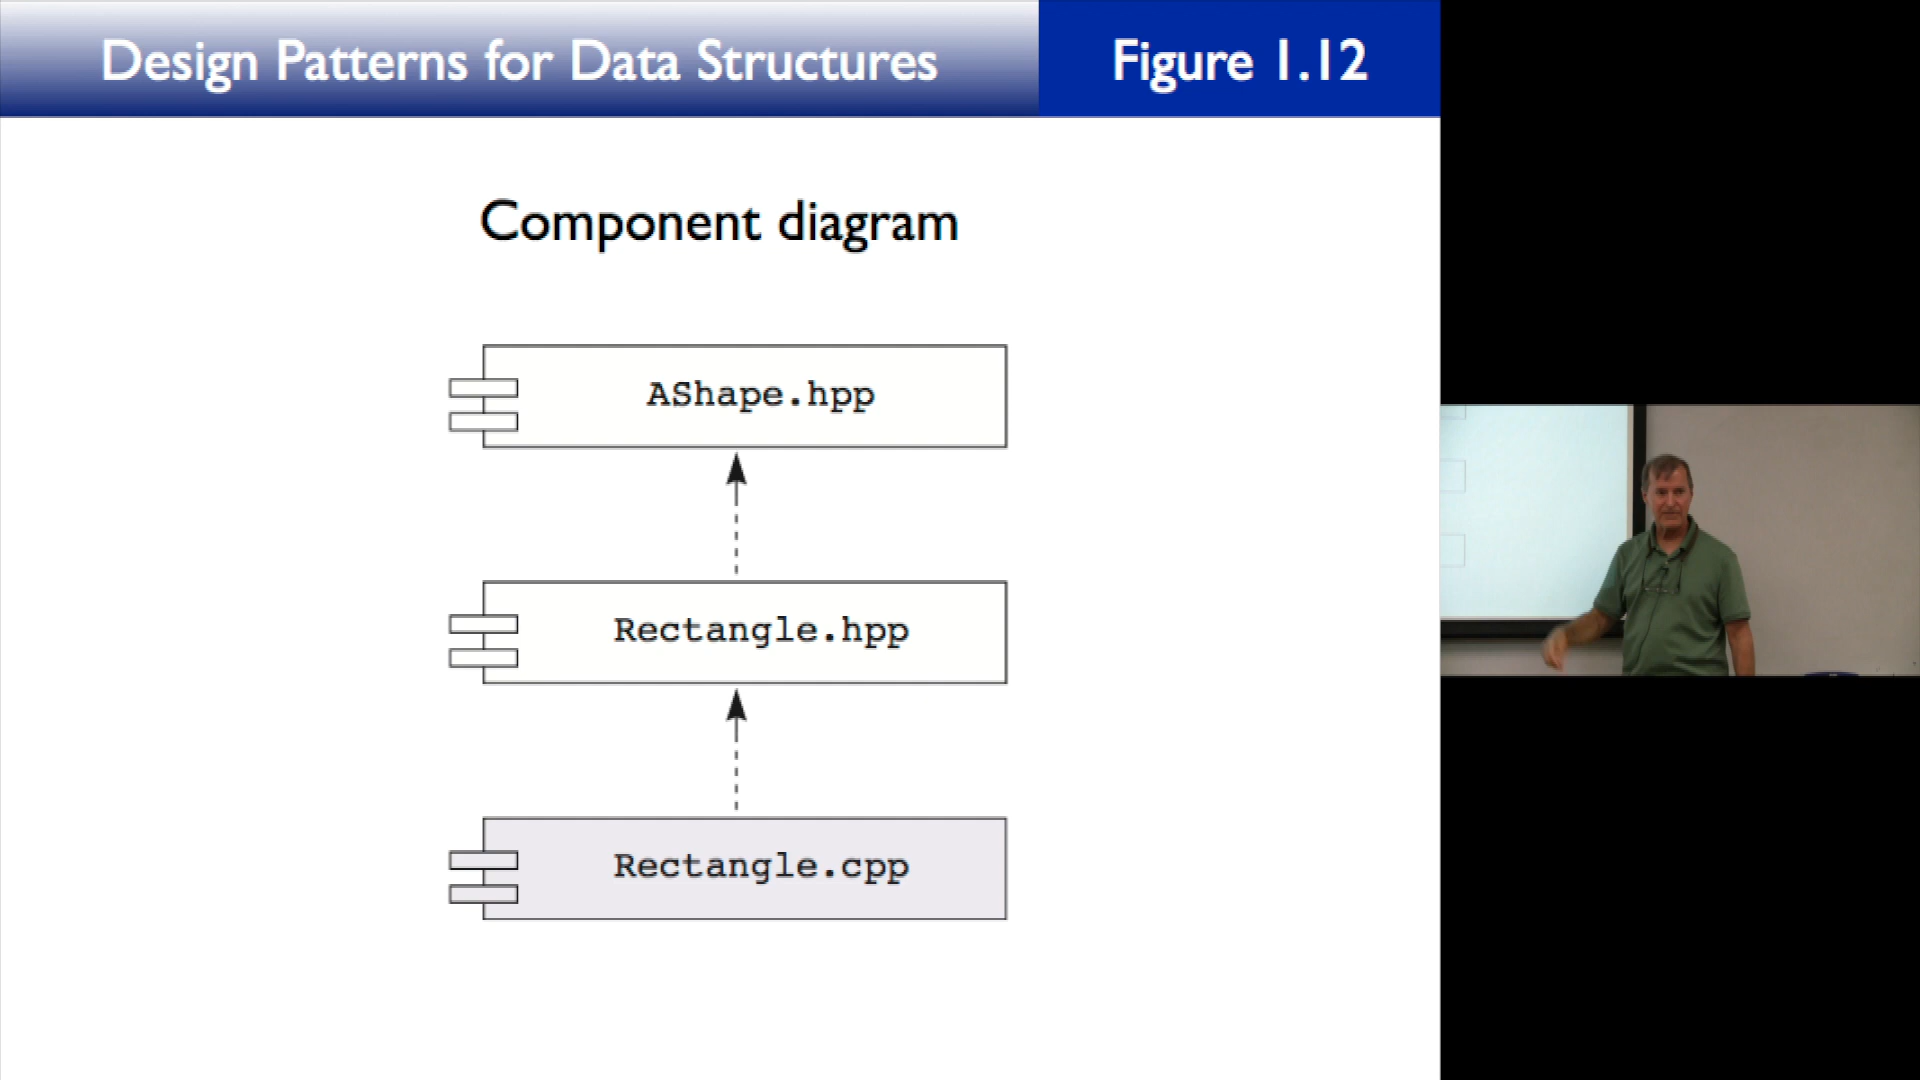 Design Patterns for Data Structures
Figure 1.12
Component diagram
AShape.hpp
Rectangle.hpp
Rectangle.cpp